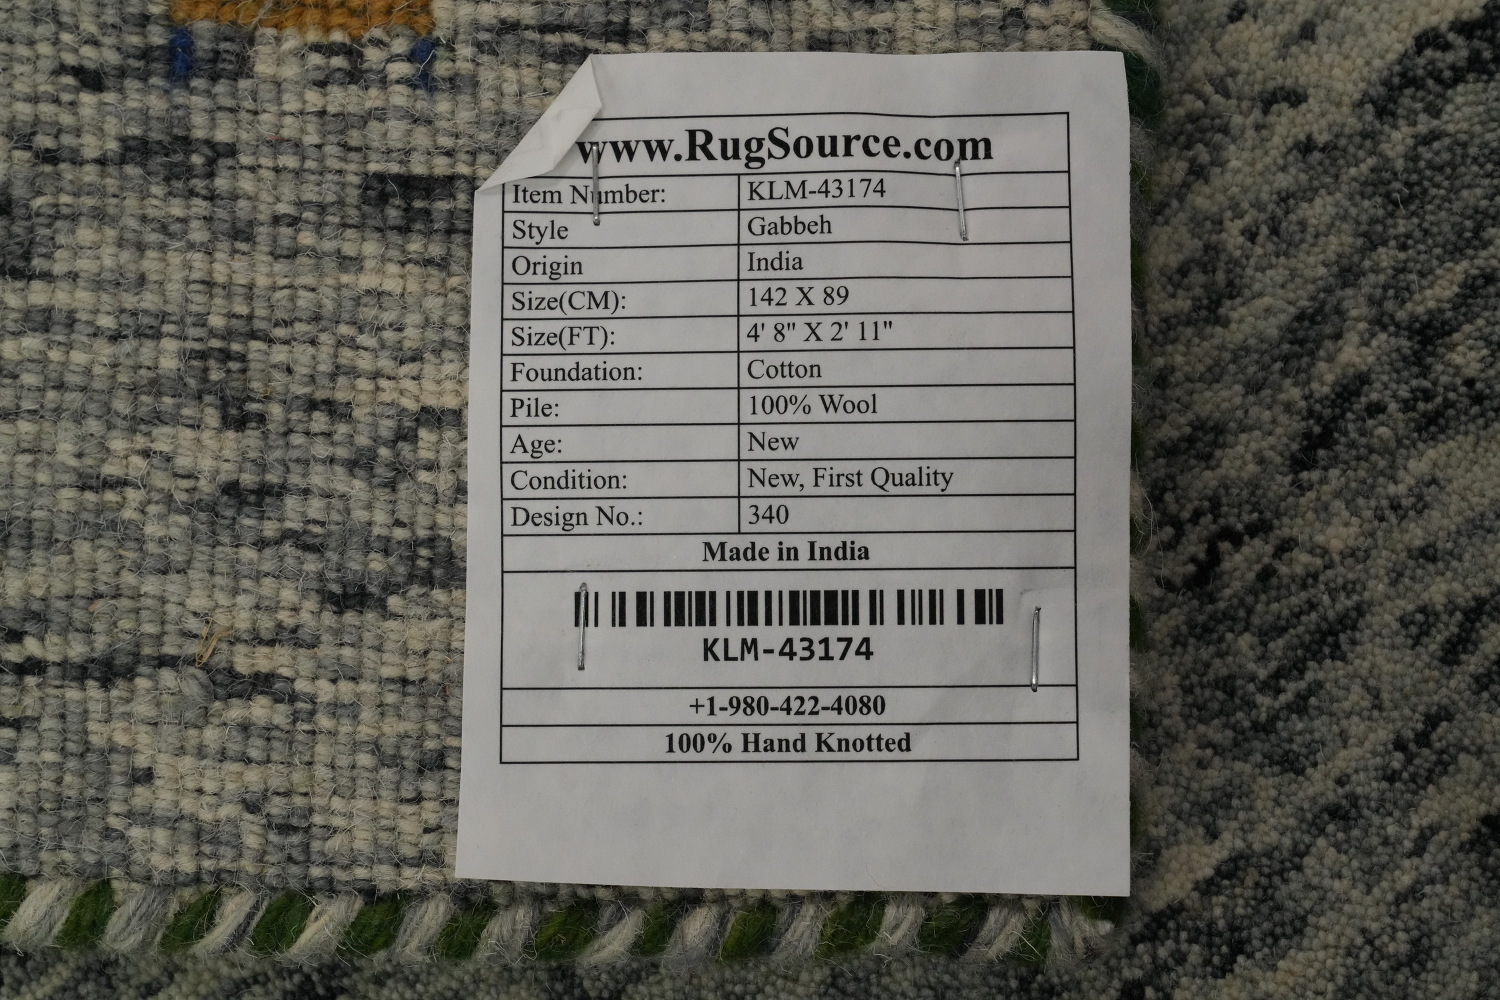 www.RugSource.com
Item Number: KLM-43174
Style Gabbeh
Origin India
Size(CM): 142 X 89
Size(FT): 4' 8" X 2' 11"
Foundation: Cotton
Pile: 100% Wool
Age: New
Condition: New, First Quality
Design No.: 340
Made in India
KLM-43174
+1-980-422-4080
100% Hand Knotted